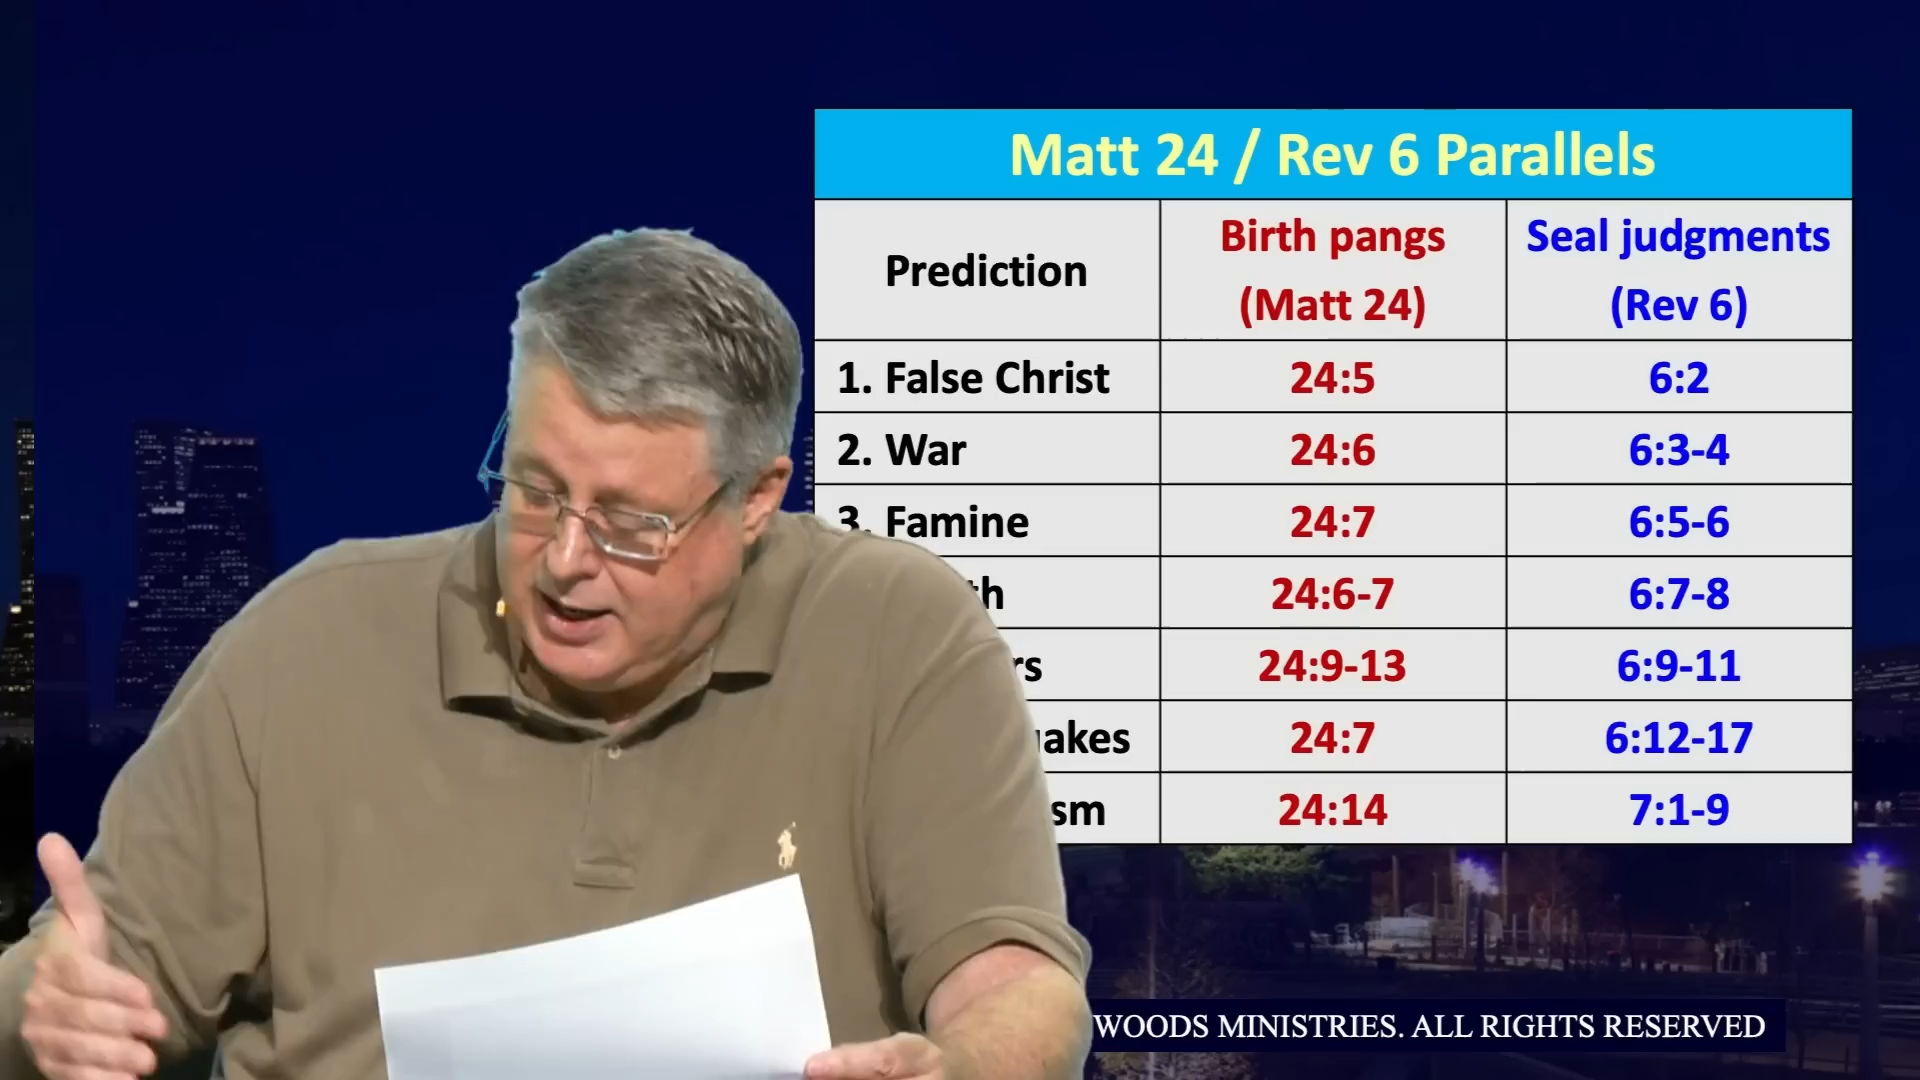 Matt 24 / Rev 6 Parallels
Prediction
Birth pangs
(Matt 24)
Seal judgments
(Rev 6)
1. False Christ 24:5 6:2
2. War 24:6 6:3-4
3. Famine 24:7 6:5-6
24:6-7 6:7-8
24:9-13 6:9-11
24:7 6:12-17
24:14 7:1-9
WOODS MINISTRIES. ALL RIGHTS RESERVED